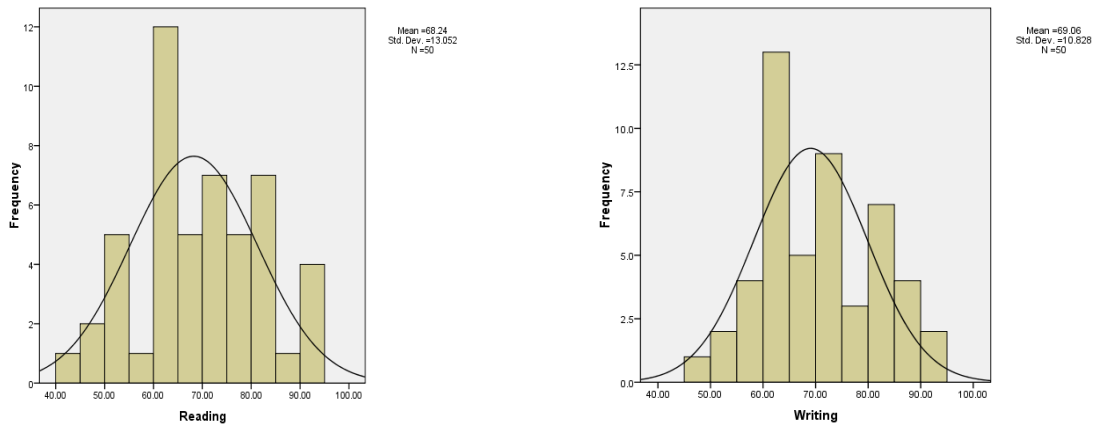 Mean =68.24
Std. Dev. =13.052
N =50
12
10
8
6
4
2
0
Frequency
40.00 50.00 60.00 70.00 80.00 90.00 100.00
Reading
Mean =69.06
Std. Dev. =10.828
N =50
12.5
10.0
7.5
5.0
2.5
0.0
Frequency
40.00 50.00 60.00 70.00 80.00 90.00 100.00
Writing